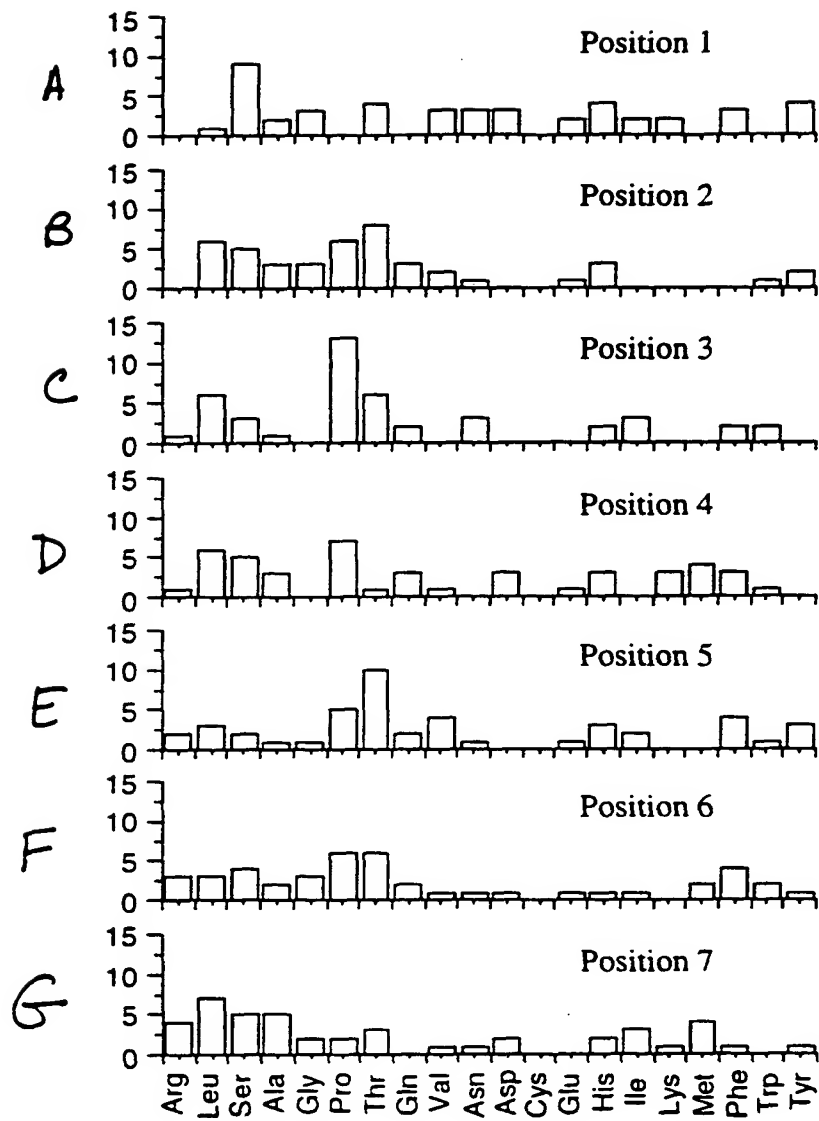 15
Position 1
10
A
5
0
15
Position 2
10
B
5
0
15
Position 3
10
C
5
0
15
Position 4
10
D
5
0
15
Position 5
10
E
5
0
15
Position 6
10
F
5
0
15
Position 7
10
G
5
0
Arg Leu Ser Ala Gly Pro Thr Gln Val Asn Asp Cys Glu His Ile Lys Met Phe Trp Tyr